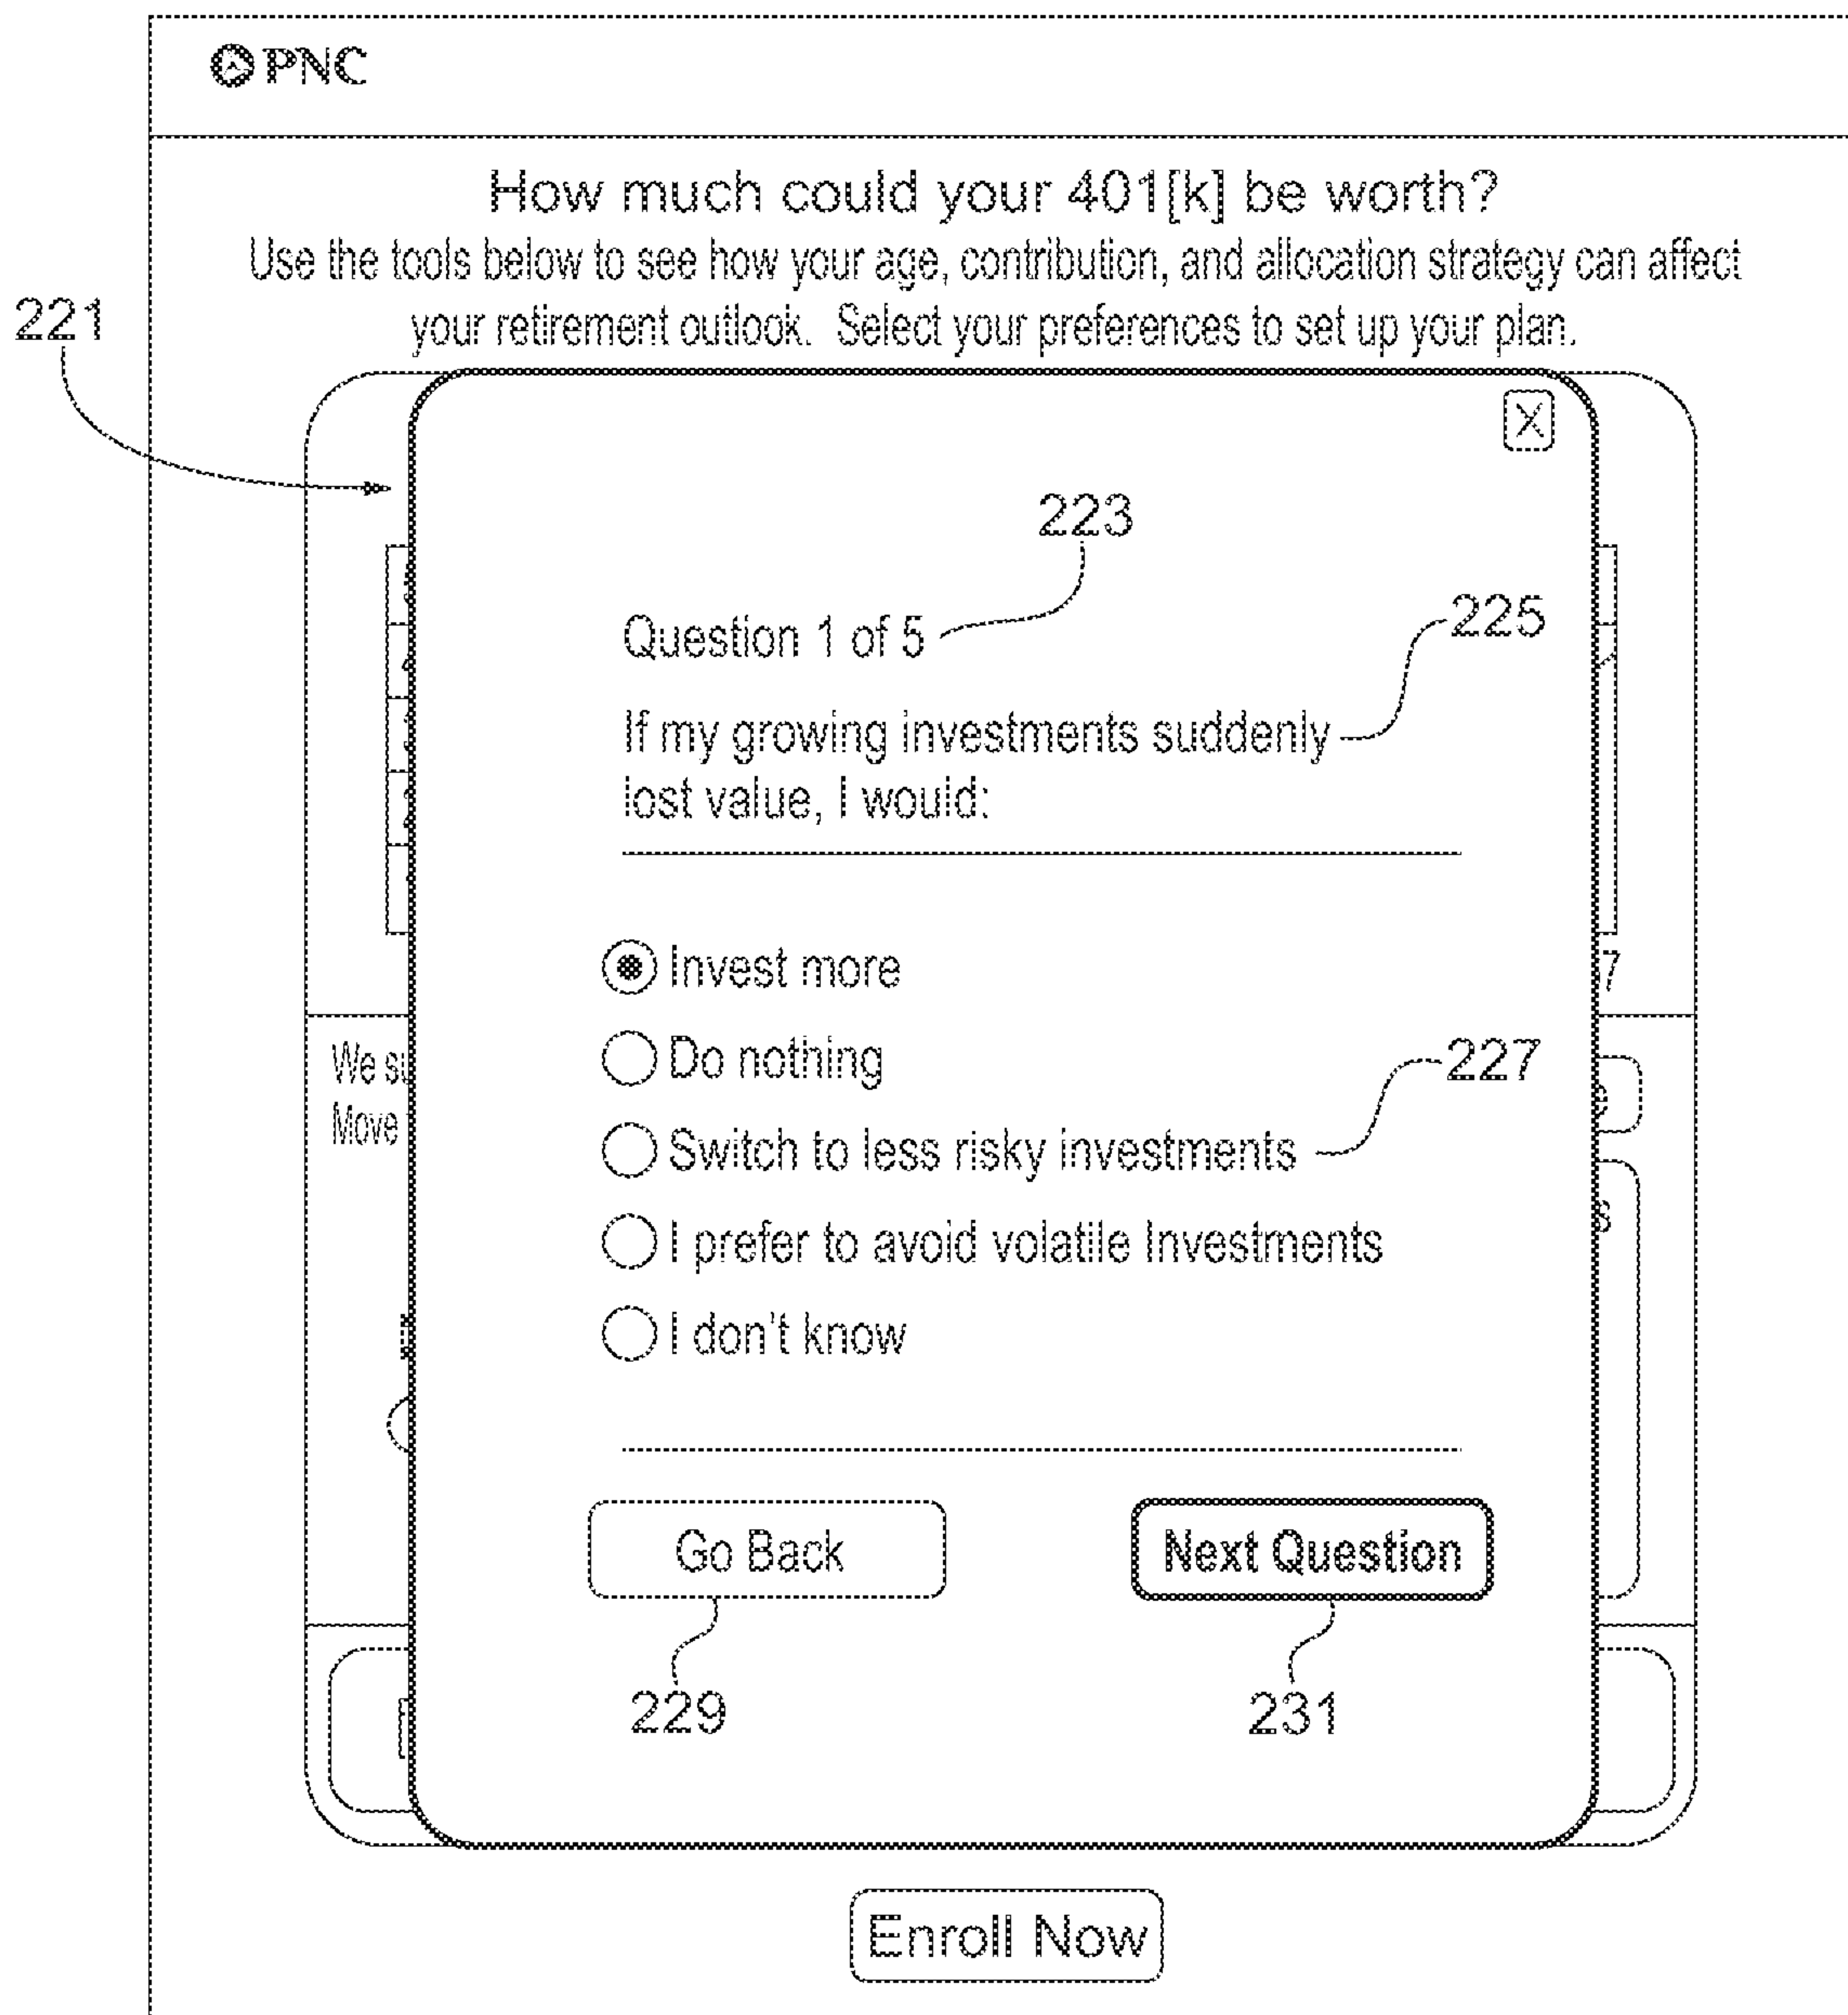 PNC
How much could your 401[k] be worth?
Use the tools below to see how your age, contribution, and allocation strategy can affect
your retirement outlook. Select your preferences to set up your plan.
221
X
223
Question 1 of 5
225
If my growing investments suddenly
lost value, I would:
Invest more
7
Do nothing
We
227
Move
Switch to less risky investments
s
I prefer to avoid volatile Investments
I don't know
Go Back
Next Question
229
231
Enroll Now